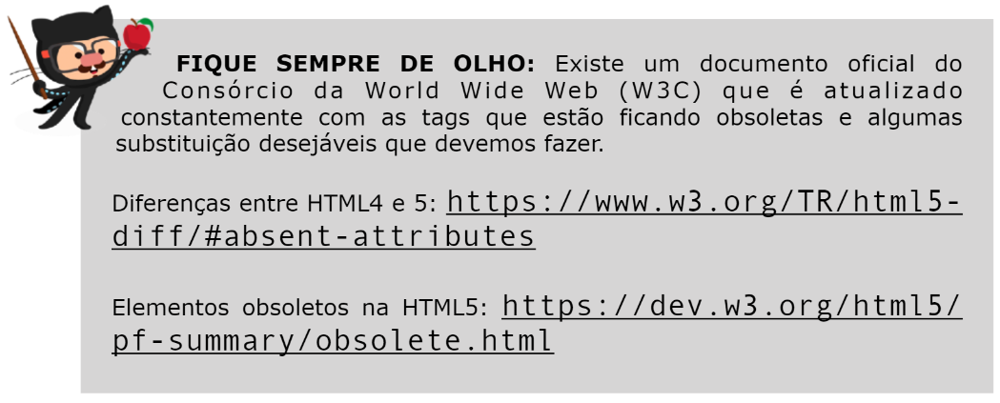 FIQUE SEMPRE DE OLHO: Existe um documento oficial do
Consórcio da World Wide Web (W3C) que é atualizado
constantemente com as tags que estão ficando obsoletas e algumas
substituição desejáveis que devemos fazer.
Diferenças entre HTML4 e 5: https://www.w3.org/TR/html5-
diff/#absent-attributes
Elementos obsoletos na HTML5: https://dev.w3.org/html5/
pf-summary/obsolete.html